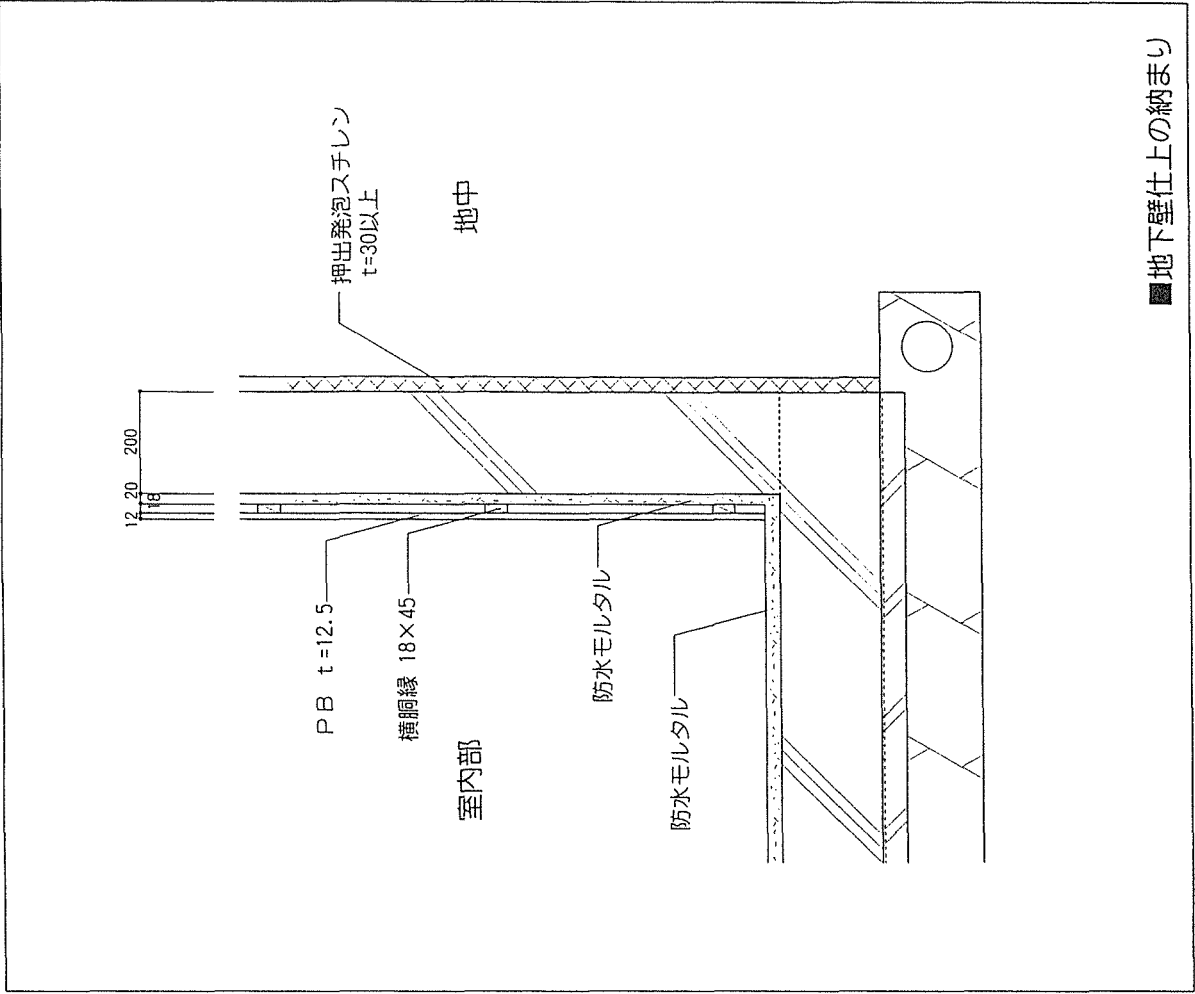 ■地下壁仕上の納まり
押出発泡スチレン
t=30以上
地中
200
20
18
12
PB t=12.5
横胴縁 18×45
防水モルタル
防水モルタル
室内部